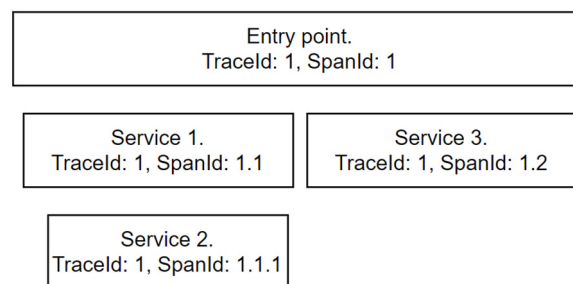 Entry point.
TraceId: 1, SpanId: 1
Service 1.
TraceId: 1, SpanId: 1.1
Service 3.
TraceId: 1, SpanId: 1.2
Service 2.
TraceId: 1, SpanId: 1.1.1